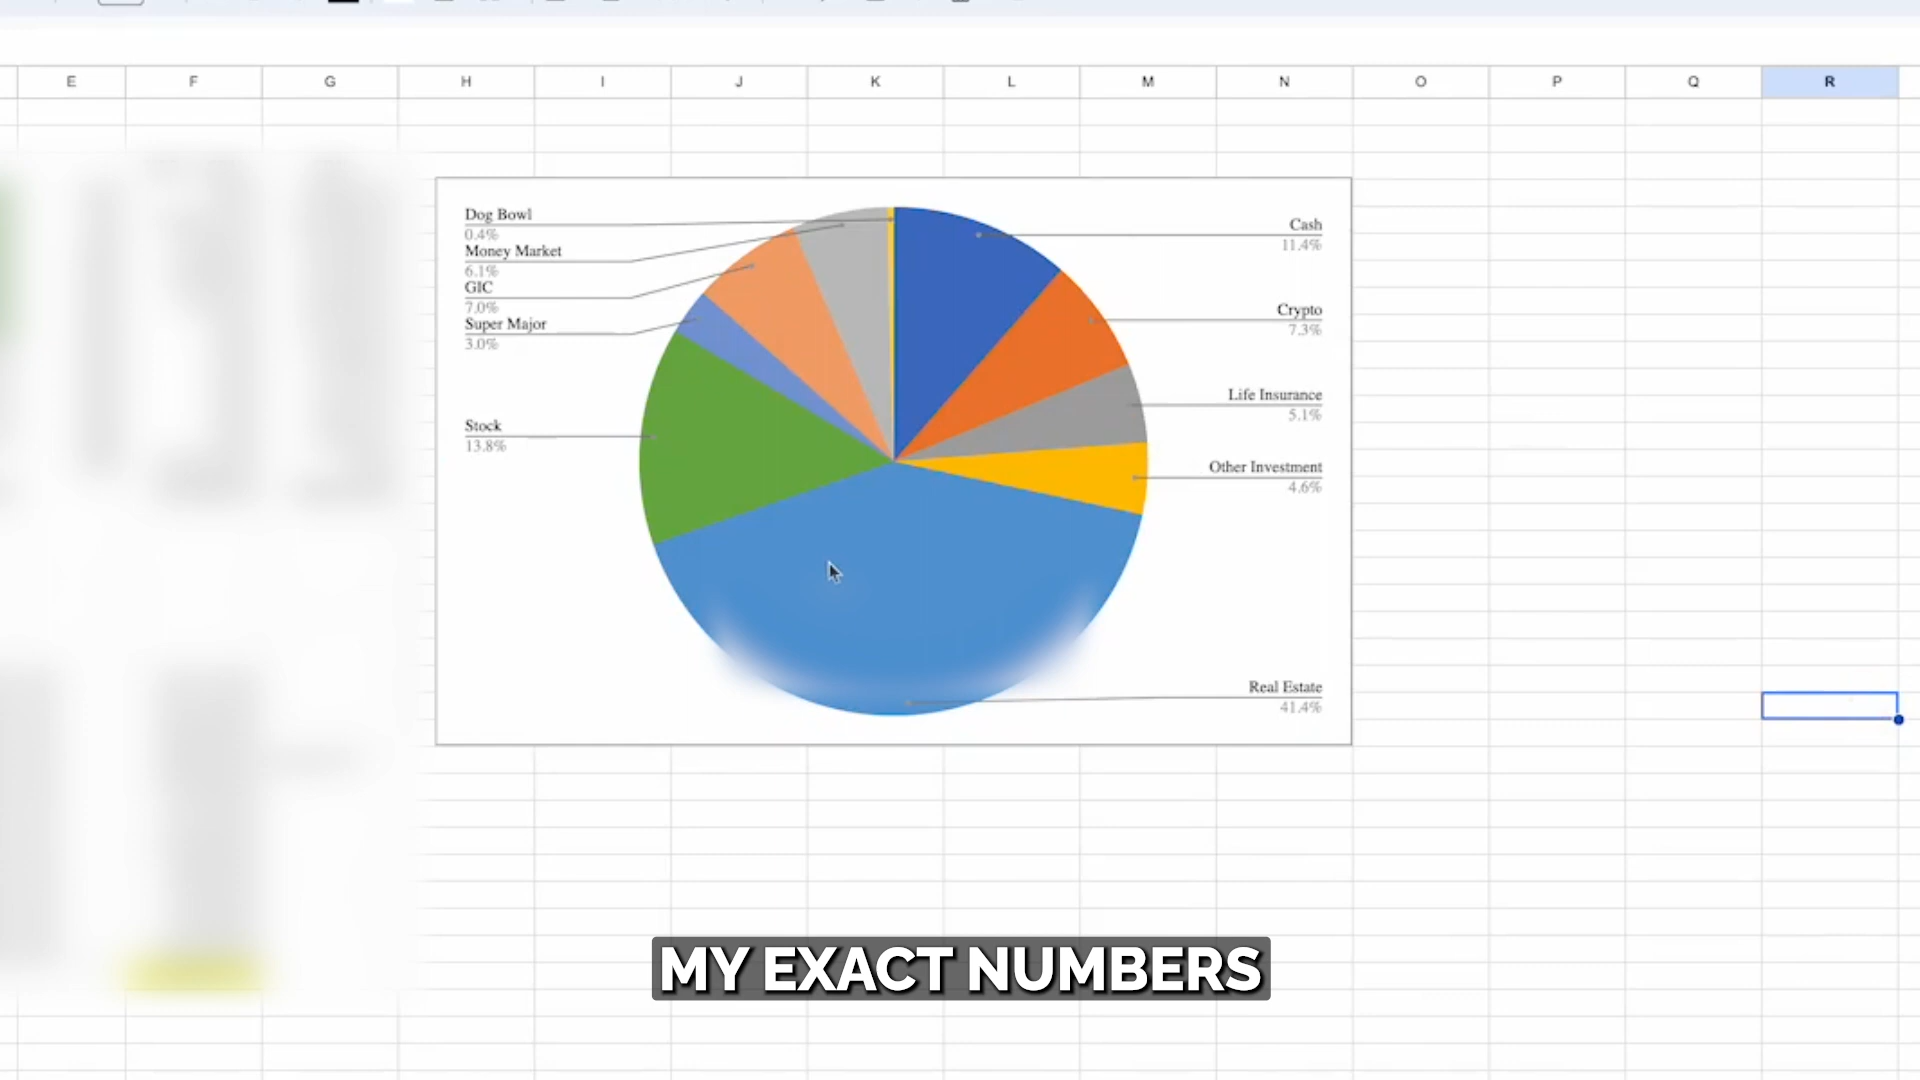 E F G H I J K L M N O P Q R
Dog Bowl
0.4%
Money Market
6.1%
GIC
7.0%
Super Major
3.0%
Stock
13.8%
Cash
11.4%
Crypto
7.3%
Life Insurance
5.1%
Other Investment
4.6%
Real Estate
41.4%
MY EXACT NUMBERS